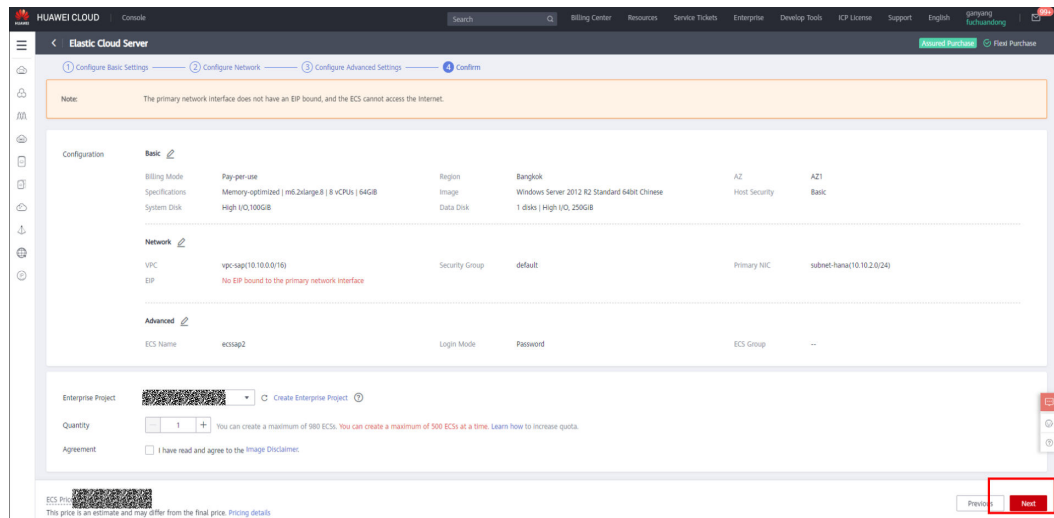 HUAWEI HUAWEI CLOUD Console Search Billing Center Resources Service Tickets Enterprise Develop Tools ICP License Support English ganyang fuchuandong 99+
Elastic Cloud Server Assured Purchase Flexi Purchase
1 Configure Basic Settings 2 Configure Network 3 Configure Advanced Settings 4 Confirm
Note: The primary network interface does not have an EIP bound, and the ECS cannot access the Internet.
Configuration Basic
Billing Mode Pay-per-use Region Bangkok AZ AZ1
Specifications Memory-optimized | m6.2xlarge.8 | 8 vCPUs | 64GiB Image Windows Server 2012 R2 Standard 64bit Chinese Host Security Basic
System Disk High I/O,100GiB Data Disk 1 disks | High I/O, 250GiB
Network
VPC vpc-sap(10.10.0.0/16) Security Group default Primary NIC subnet-hana(10.10.2.0/24)
EIP No EIP bound to the primary network interface
Advanced
ECS Name ecssap2 Login Mode Password ECS Group --
Enterprise Project Create Enterprise Project
Quantity 1 + You can create a maximum of 980 ECSs. You can create a maximum of 500 ECSs at a time. Learn how to increase quota.
Agreement I have read and agree to the Image Disclaimer.
ECS Previous Next
This price is an estimate and may differ from the final price. Pricing details